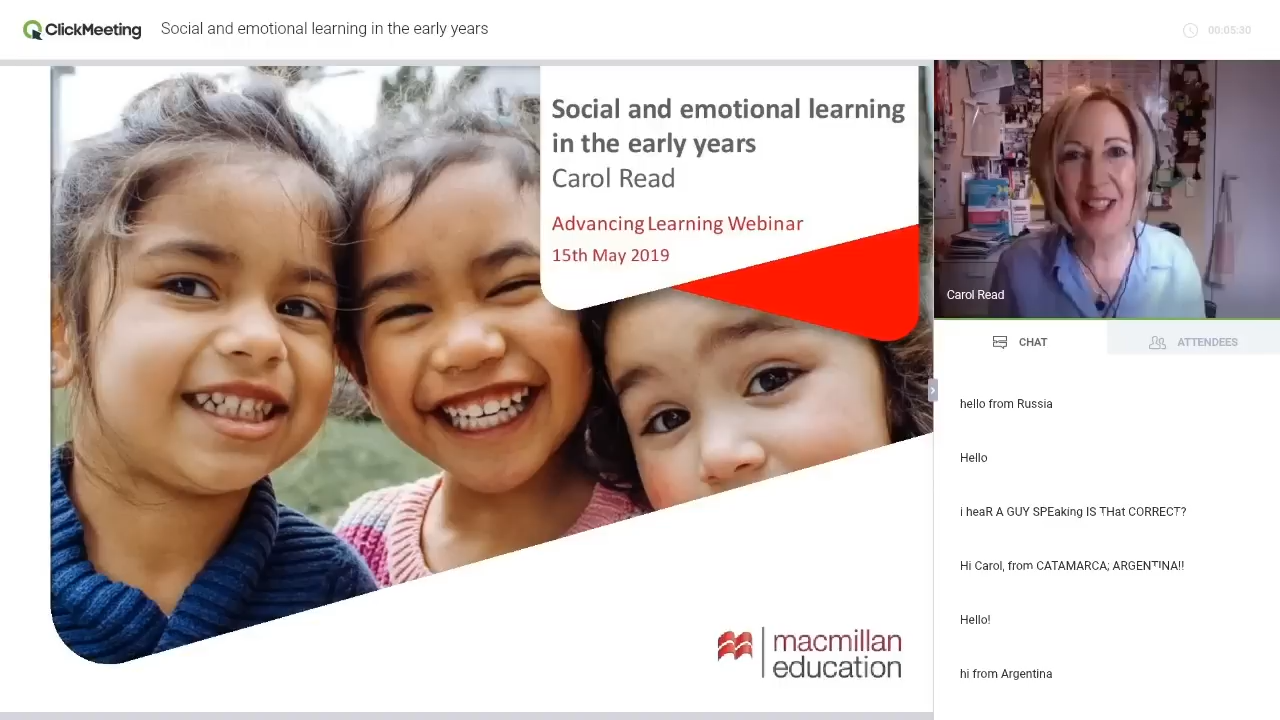 ClickMeeting
Social and emotional learning in the early years
00:05:30
Social and emotional learning
in the early years
Carol Read
Advancing Learning Webinar
15th May 2019
macmillan
education
Carol Read
CHAT
ATTENDEES
hello from Russia
Hello
i heaR A GUY SPEaking IS THat CORRECT?
Hi Carol, from CATAMARCA; ARGENTINA!!
Hello!
hi from Argentina